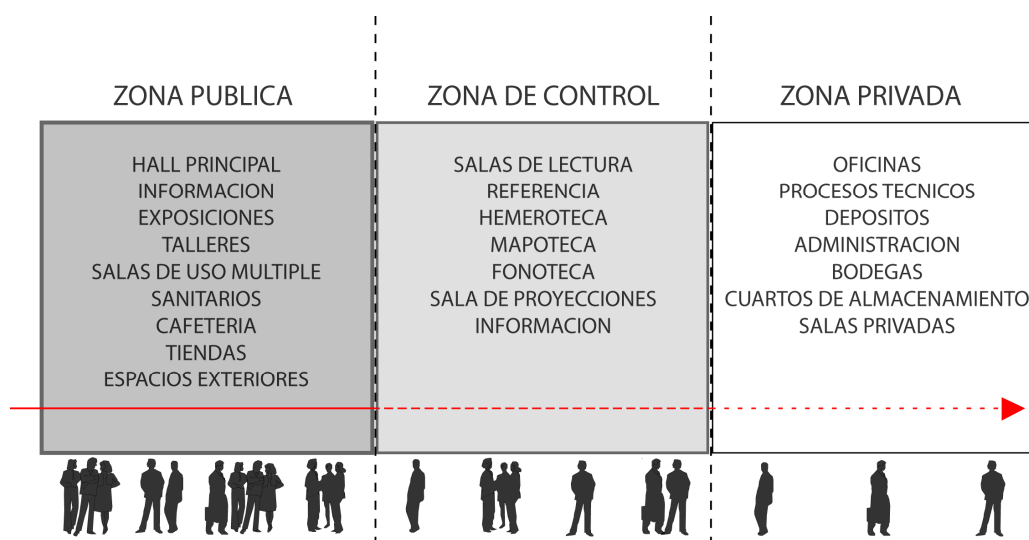 ZONA PUBLICA
HALL PRINCIPAL
INFORMACION
EXPOSICIONES
TALLERES
SALAS DE USO MULTIPLE
SANITARIOS
CAFETERIA
TIENDAS
ESPACIOS EXTERIORES
ZONA DE CONTROL
SALAS DE LECTURA
REFERENCIA
HEMEROTECA
MAPOTECA
FONOTECA
SALA DE PROYECCIONES
INFORMACION
ZONA PRIVADA
OFICINAS
PROCESOS TECNICOS
DEPOSITOS
ADMINISTRACION
BODEGAS
CUARTOS DE ALMACENAMIENTO
SALAS PRIVADAS